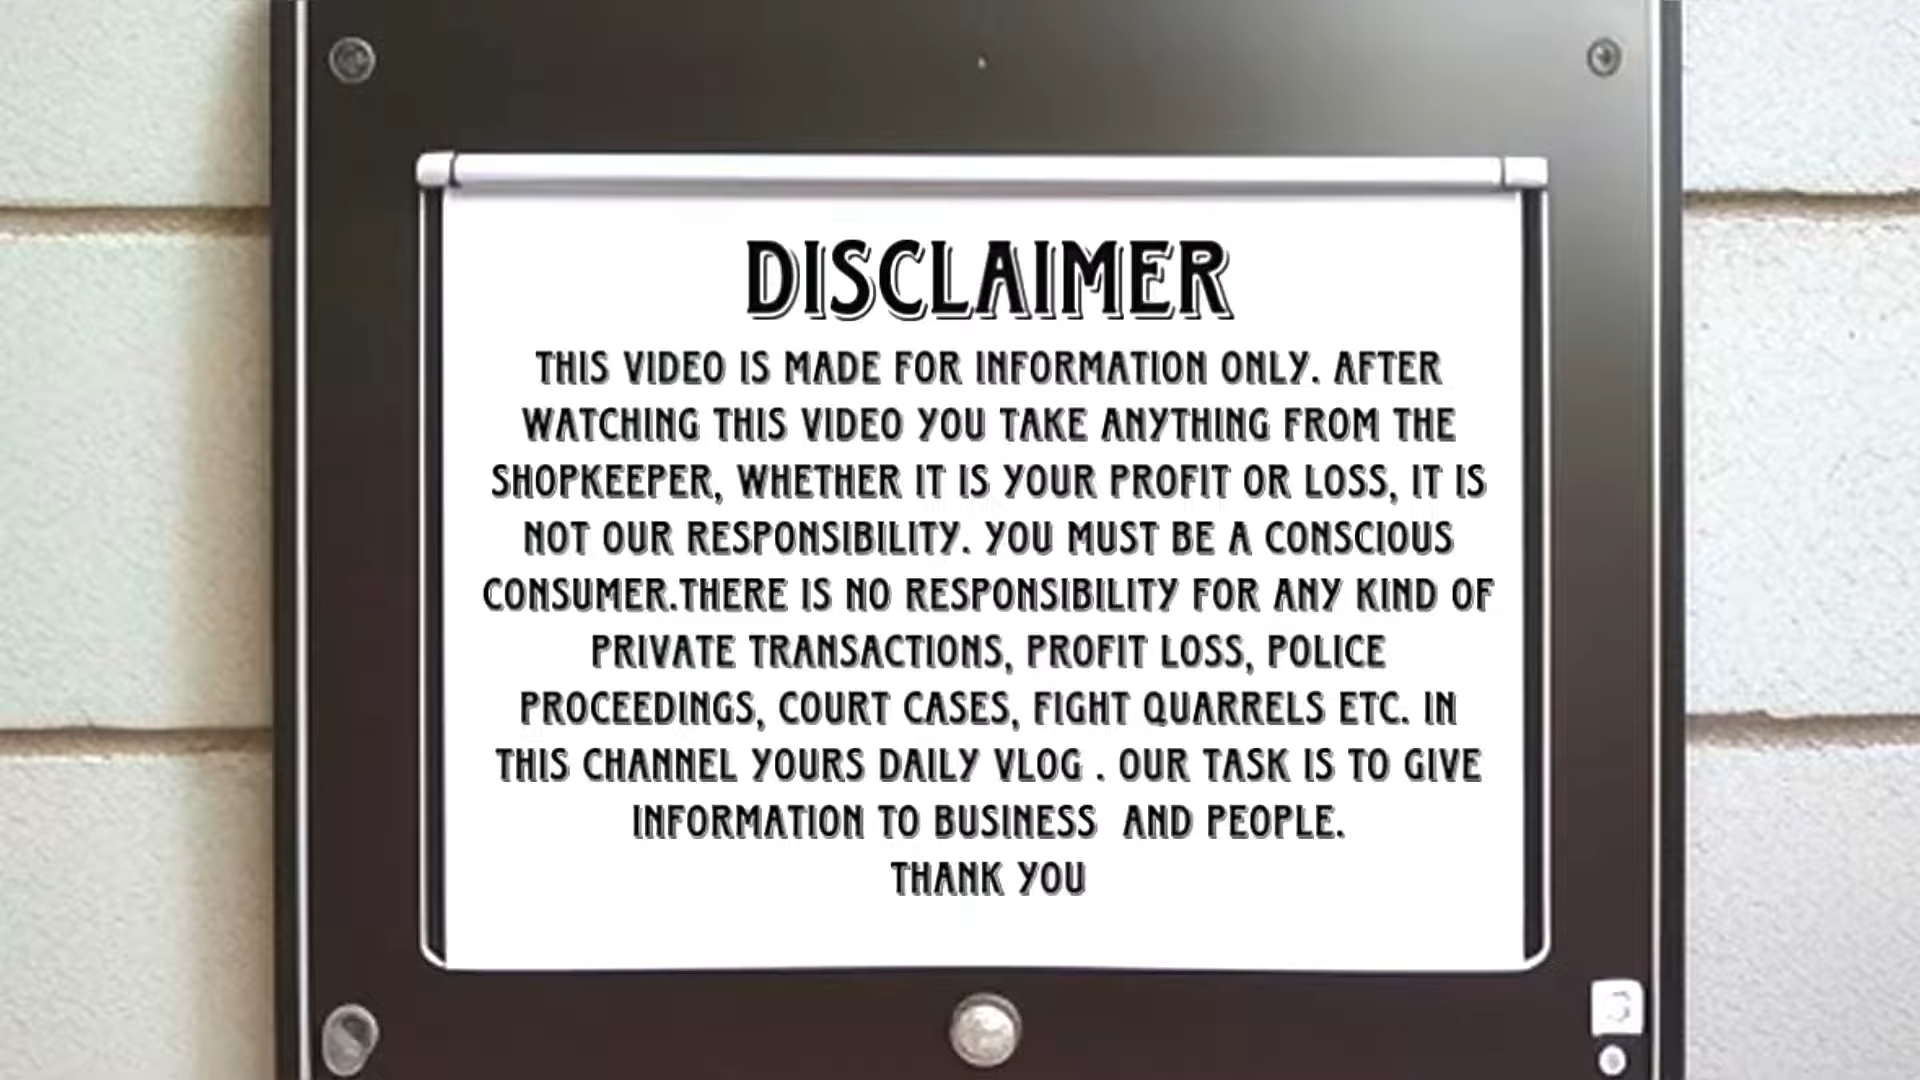 DISCLAIMER
THIS VIDEO IS MADE FOR INFORMATION ONLY. AFTER
WATCHING THIS VIDEO YOU TAKE ANYTHING FROM THE
SHOPKEEPER, WHETHER IT IS YOUR PROFIT OR LOSS, IT IS
NOT OUR RESPONSIBILITY. YOU MUST BE A CONSCIOUS
CONSUMER.THERE IS NO RESPONSIBILITY FOR ANY KIND OF
PRIVATE TRANSACTIONS, PROFIT LOSS, POLICE
PROCEEDINGS, COURT CASES, FIGHT QUARRELS ETC. IN
THIS CHANNEL YOURS DAILY VLOG . OUR TASK IS TO GIVE
INFORMATION TO BUSINESS  AND PEOPLE.
THANK YOU